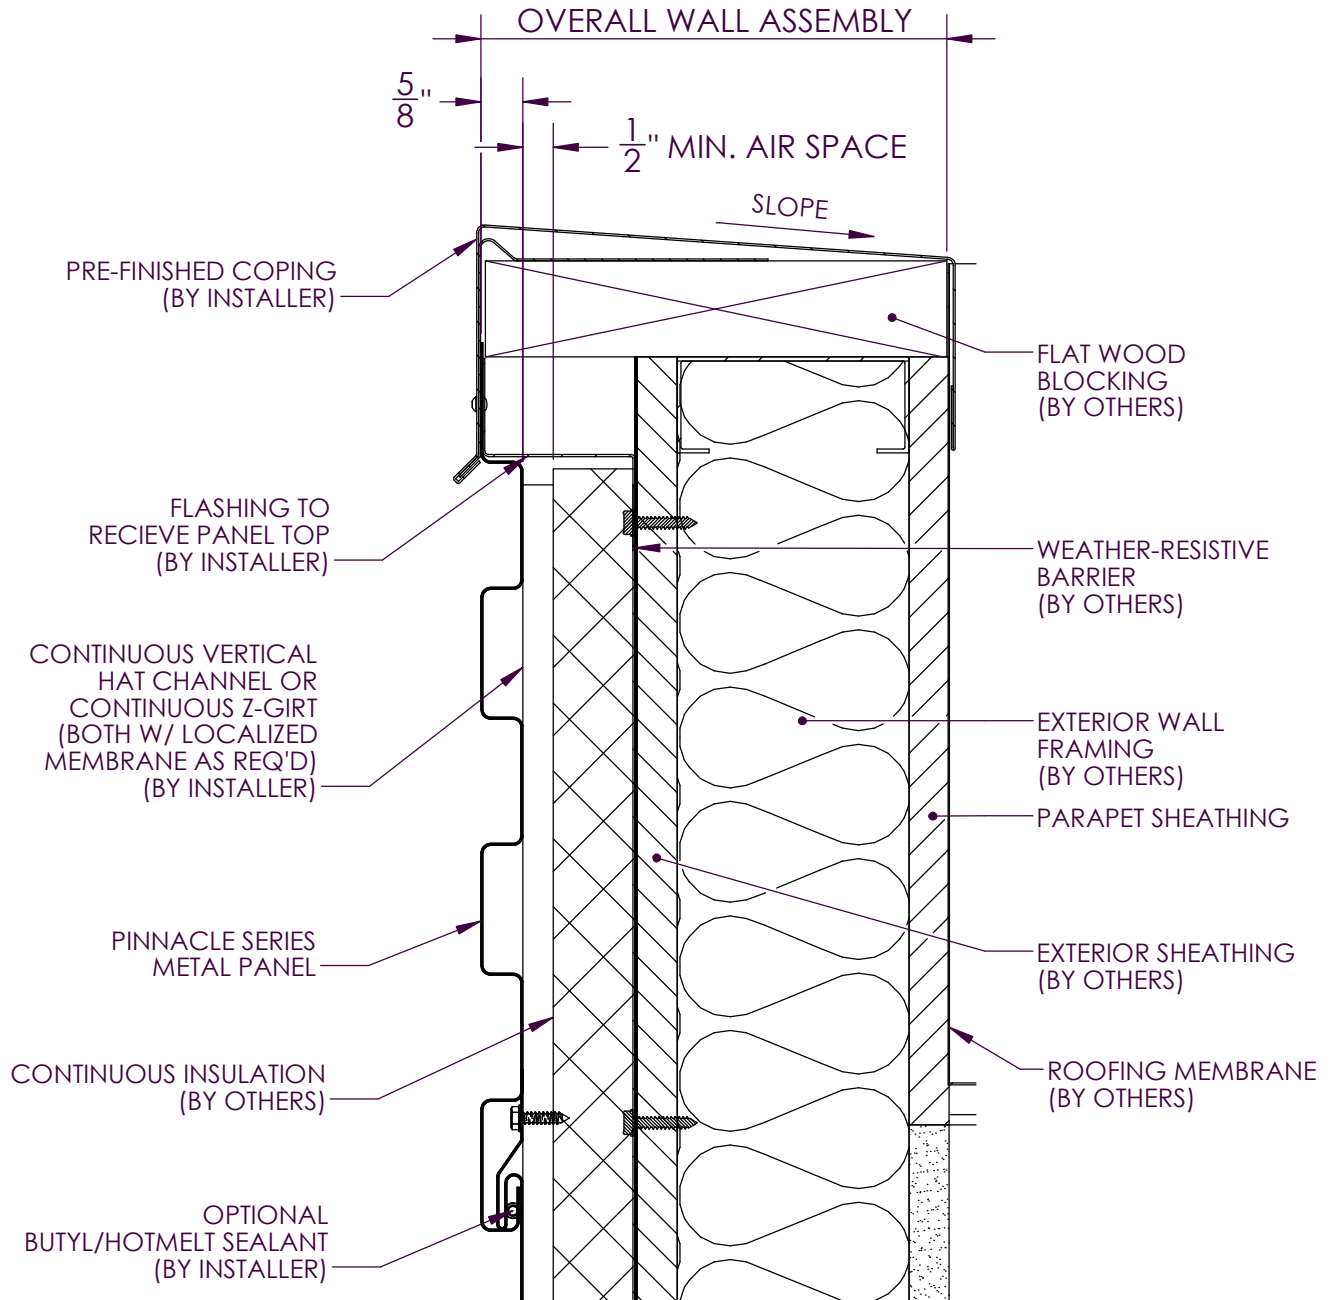 OVERALL WALL ASSEMBLY
5/8"
1/2" MIN. AIR SPACE
SLOPE
PRE-FINISHED COPING
(BY INSTALLER)
FLAT WOOD
BLOCKING
(BY OTHERS)
FLASHING TO
RECIEVE PANEL TOP
(BY INSTALLER)
WEATHER-RESISTIVE
BARRIER
(BY OTHERS)
CONTINUOUS VERTICAL
HAT CHANNEL OR
CONTINUOUS Z-GIRT
(BOTH W/ LOCALIZED
MEMBRANE AS REQ'D)
(BY INSTALLER)
EXTERIOR WALL
FRAMING
(BY OTHERS)
PARAPET SHEATHING
PINNACLE SERIES
METAL PANEL
EXTERIOR SHEATHING
(BY OTHERS)
CONTINUOUS INSULATION
(BY OTHERS)
ROOFING MEMBRANE
(BY OTHERS)
OPTIONAL
BUTYL/HOTMELT SEALANT
(BY INSTALLER)